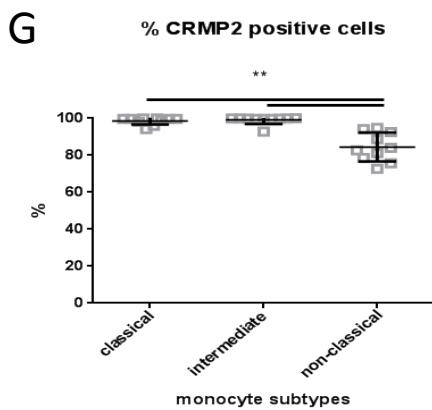 G
% CRMP2 positive cells
**
100
80
60
40
20
0
%
classical
intermediate
non-classical
monocyte subtypes